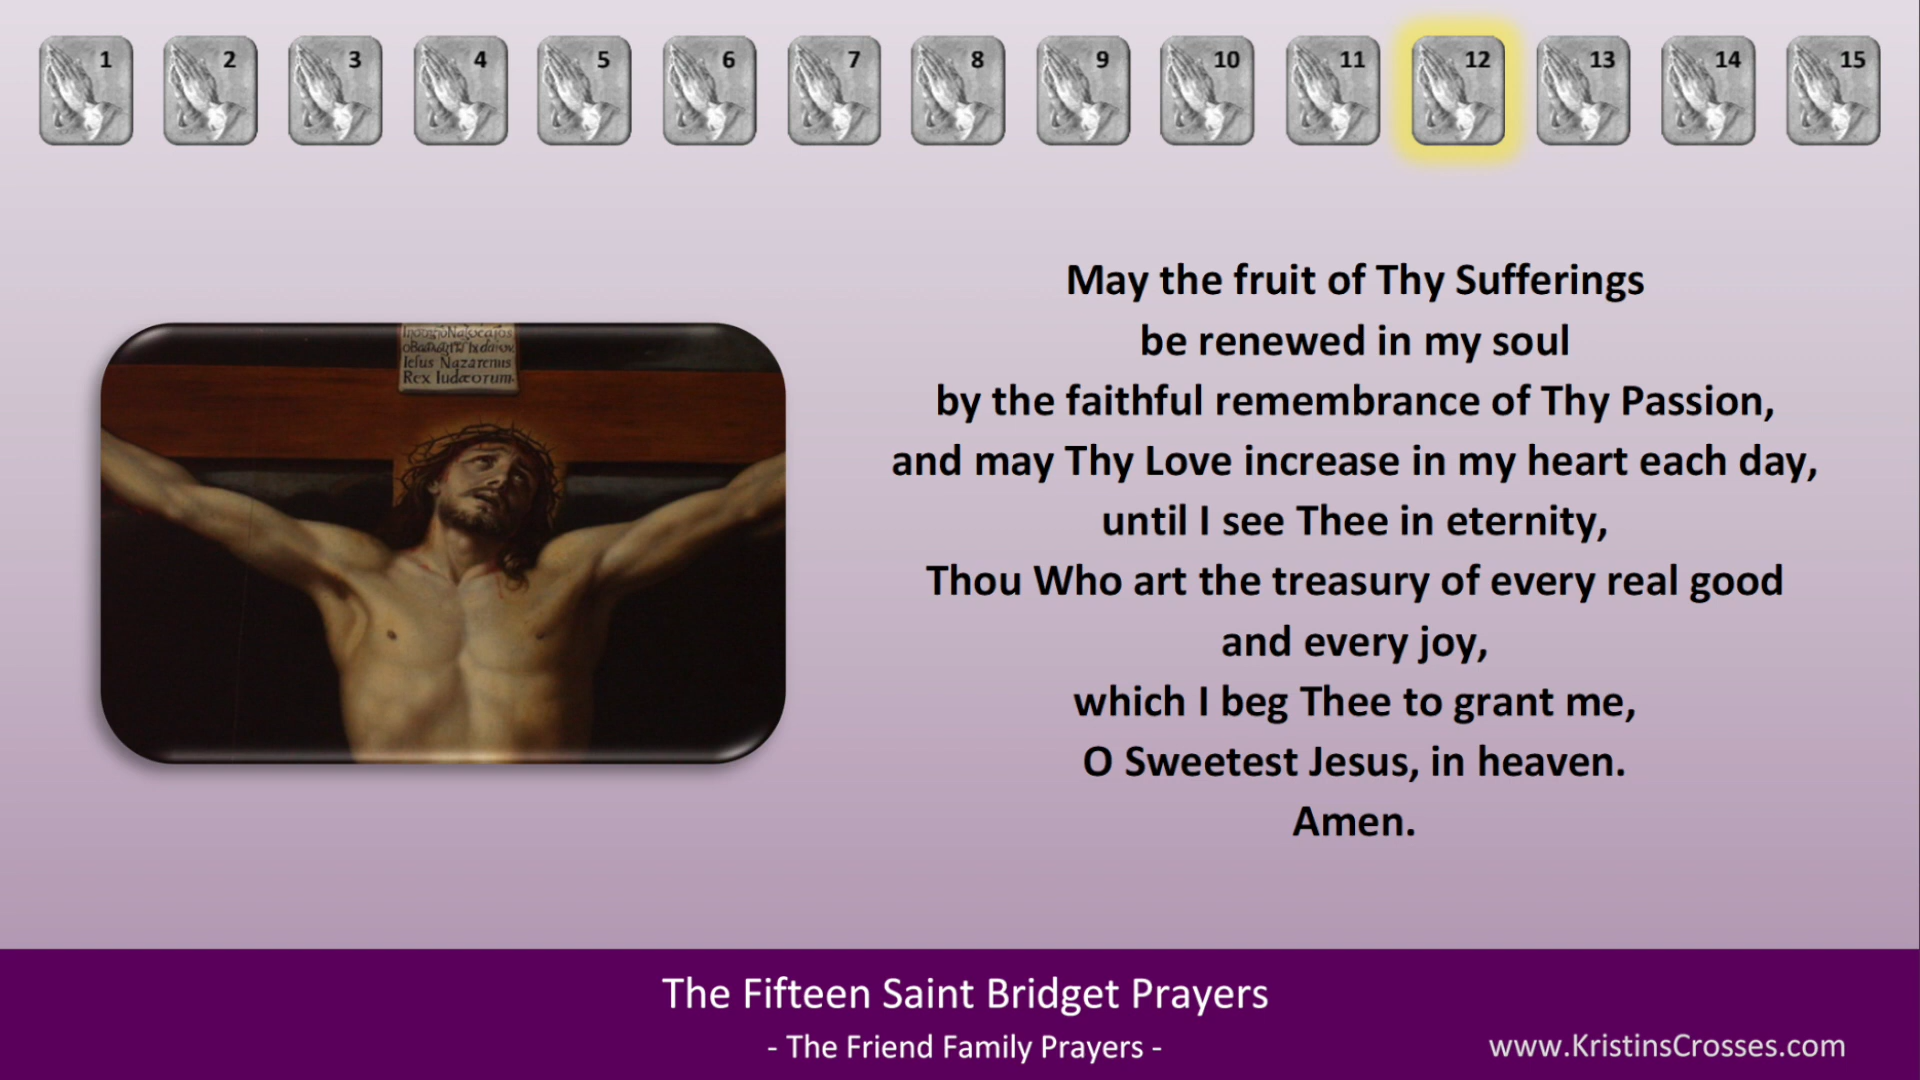 1 2 3 4 5 6 7 8 9 10 11 12 13 14 15
Iesus Nazarenus
Rex Iudæorum.
May the fruit of Thy Sufferings
be renewed in my soul
by the faithful remembrance of Thy Passion,
and may Thy Love increase in my heart each day,
until I see Thee in eternity,
Thou Who art the treasury of every real good
and every joy,
which I beg Thee to grant me,
O Sweetest Jesus, in heaven.
Amen.
The Fifteen Saint Bridget Prayers
- The Friend Family Prayers -
www.KristinsCrosses.com